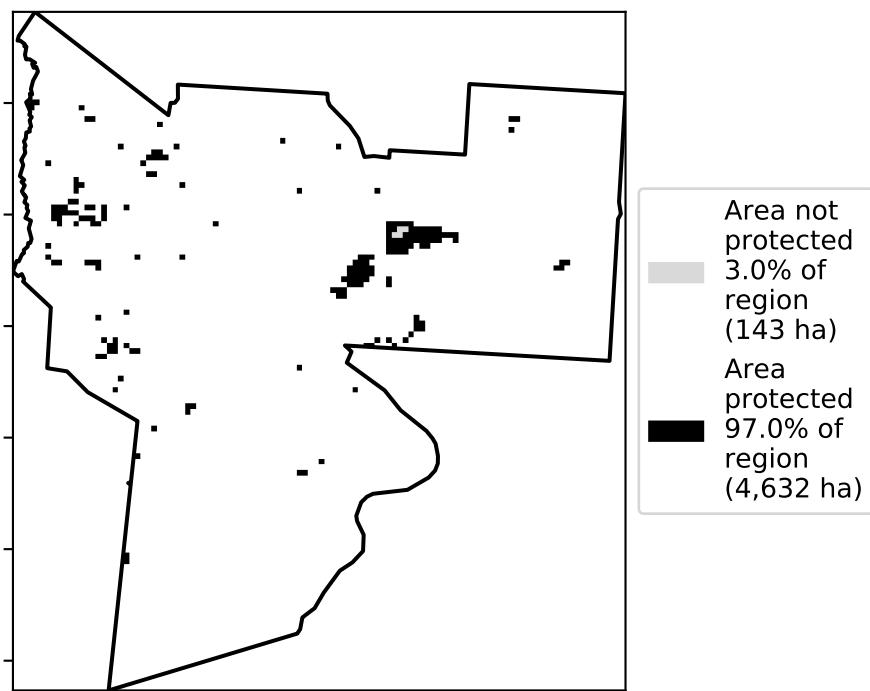 Area not
protected
3.0% of
region
(143 ha)
Area
protected
97.0% of
region
(4,632 ha)